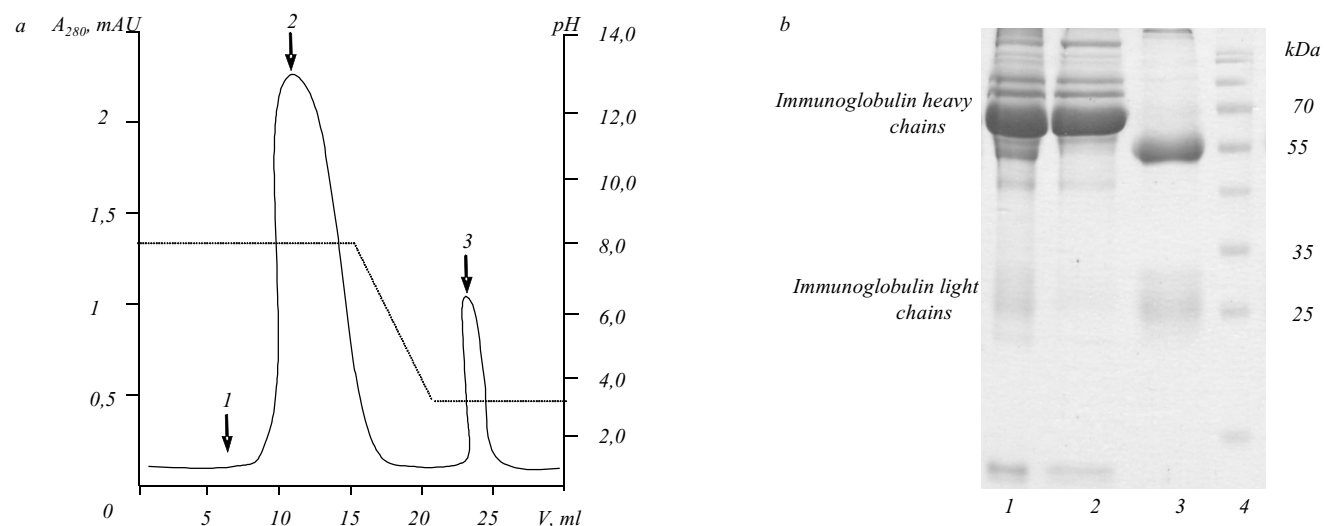 a
A280, mAU
pH
2
14,0
2
12,0
10,0
1,5
8,0
3
1
6,0
4,0
0,5
1
2,0
0
5
10
15
20
25
V, ml
b
kDa
Immunoglobulin heavy
chains
70
55
35
Immunoglobulin light
chains
25
1
2
3
4